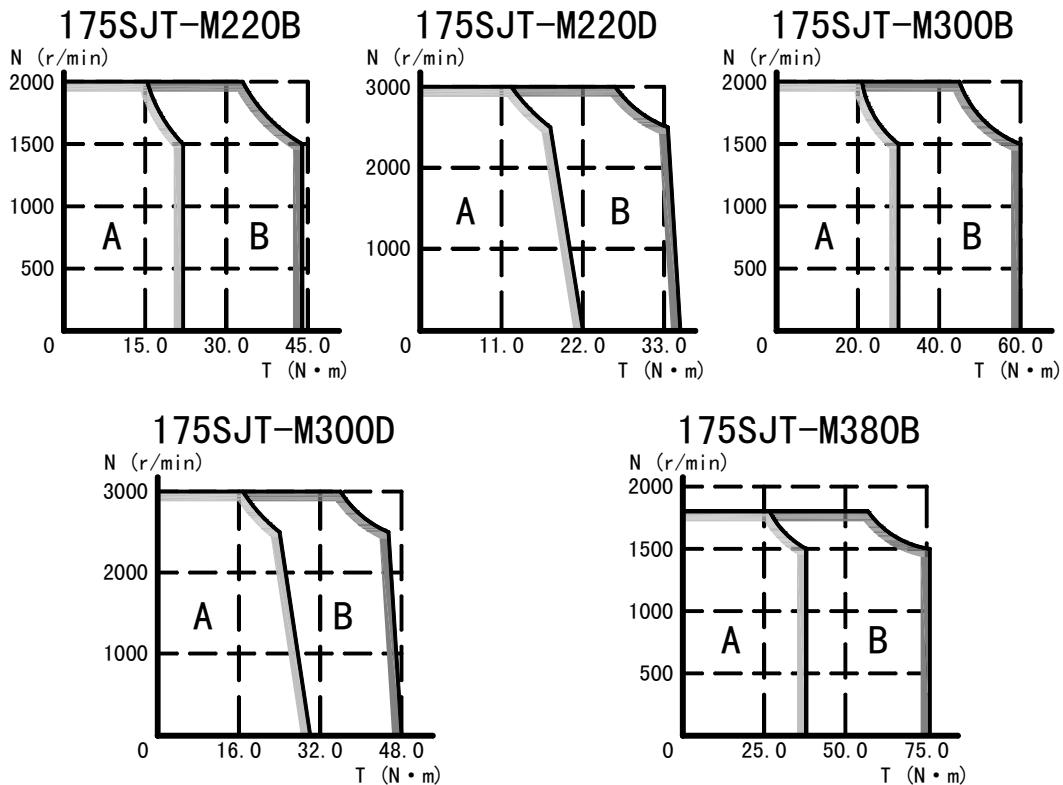 175SJT-M220B
N (r/min)
2000
1500
1000
500
0
A
B
15.0 30.0 45.0
T (N·m)
175SJT-M220D
N (r/min)
3000
2000
1000
0
A
B
11.0 22.0 33.0
T (N·m)
175SJT-M300B
N (r/min)
2000
1500
1000
500
0
A
B
20.0 40.0 60.0
T (N·m)
175SJT-M300D
N (r/min)
3000
2000
1000
0
A
B
16.0 32.0 48.0
T (N·m)
175SJT-M380B
N (r/min)
2000
1500
1000
500
0
A
B
25.0 50.0 75.0
T (N·m)